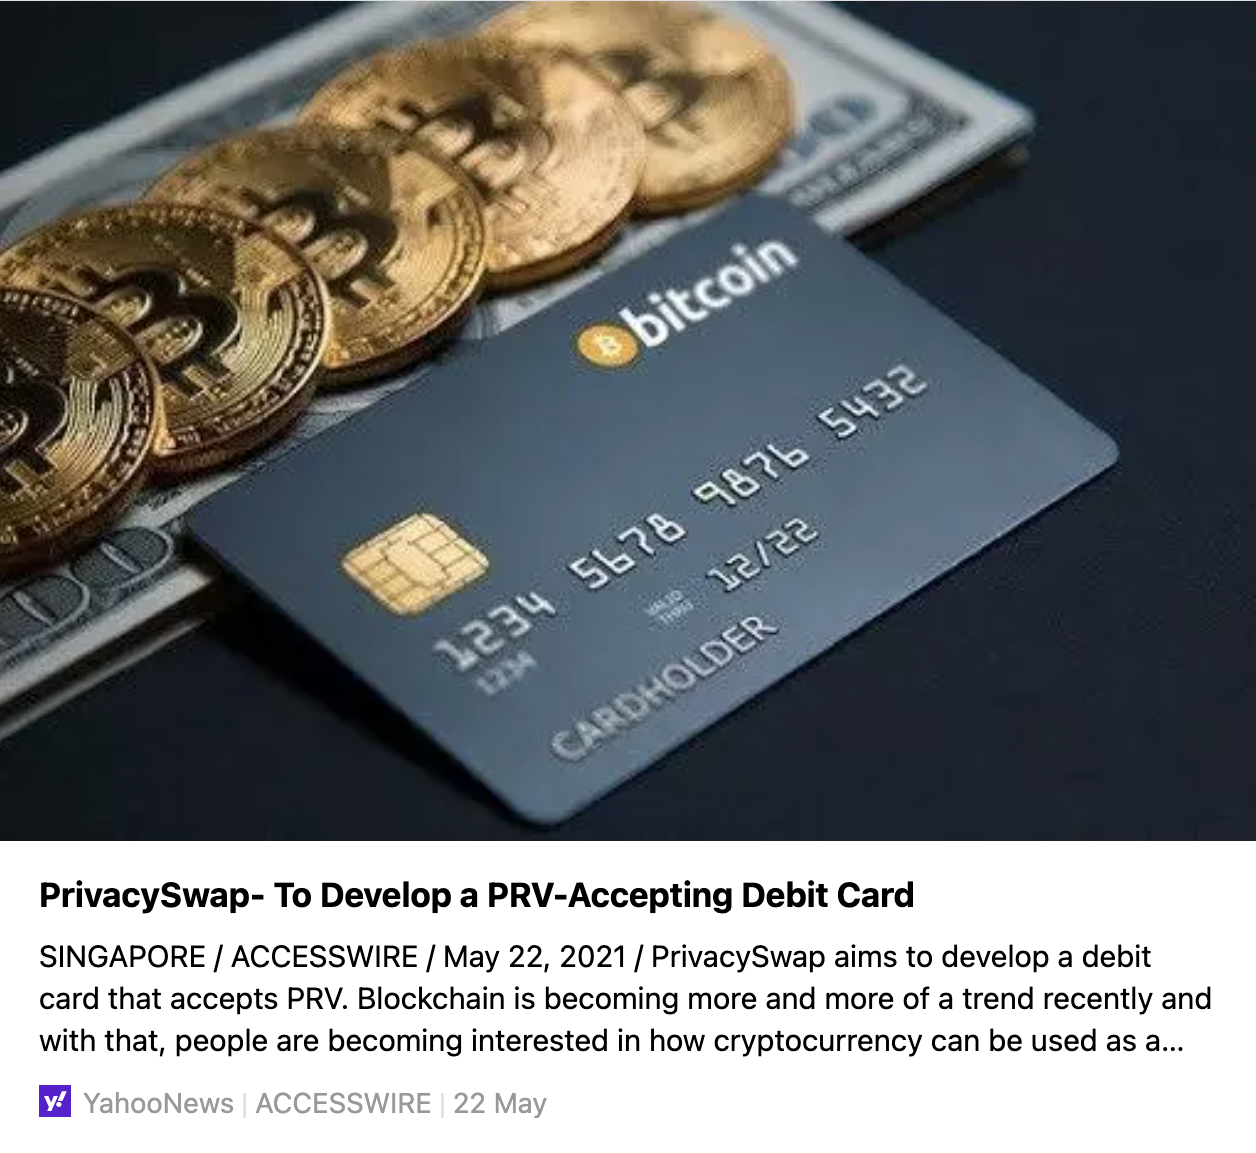 bitcoin
1234 5678 9876 5432
1234
VALID
THRU
12/22
CARDHOLDER
PrivacySwap- To Develop a PRV-Accepting Debit Card
SINGAPORE / ACCESSWIRE / May 22, 2021 / PrivacySwap aims to develop a debit
card that accepts PRV. Blockchain is becoming more and more of a trend recently and
with that, people are becoming interested in how cryptocurrency can be used as a...
y! YahooNews | ACCESSWIRE | 22 May